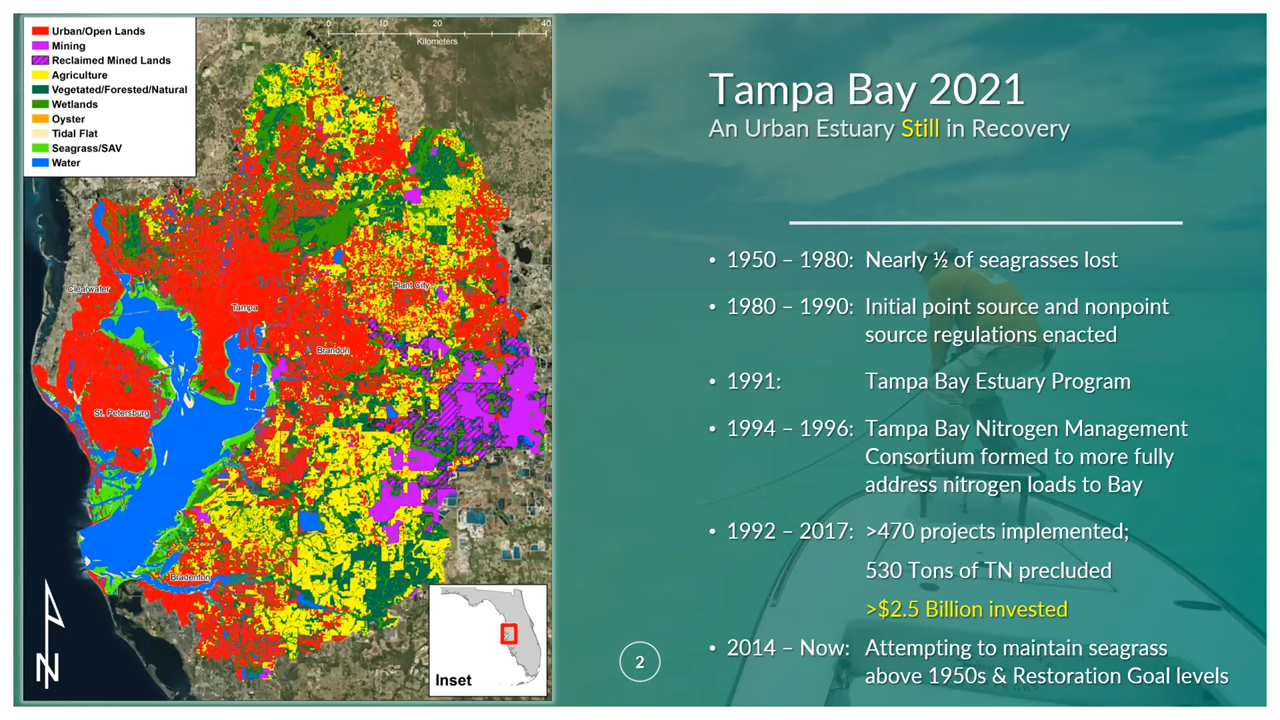 Urban/Open Lands
Mining
Reclaimed Mined Lands
Agriculture
Vegetated/Forested/Natural
Wetlands
Oyster
Tidal Flat
Seagrass/SAV
Water
0 10 20 40
Kilometers
Clearwater
Tampa
Plant City
Brandon
St. Petersburg
Bradenton
N
Inset
Tampa Bay 2021
An Urban Estuary Still in Recovery
• 1950 – 1980: Nearly ½ of seagrasses lost
• 1980 – 1990: Initial point source and nonpoint
source regulations enacted
• 1991: Tampa Bay Estuary Program
• 1994 – 1996: Tampa Bay Nitrogen Management
Consortium formed to more fully
address nitrogen loads to Bay
• 1992 – 2017: >470 projects implemented;
530 Tons of TN precluded
>$2.5 Billion invested
• 2014 – Now: Attempting to maintain seagrass
above 1950s & Restoration Goal levels
2